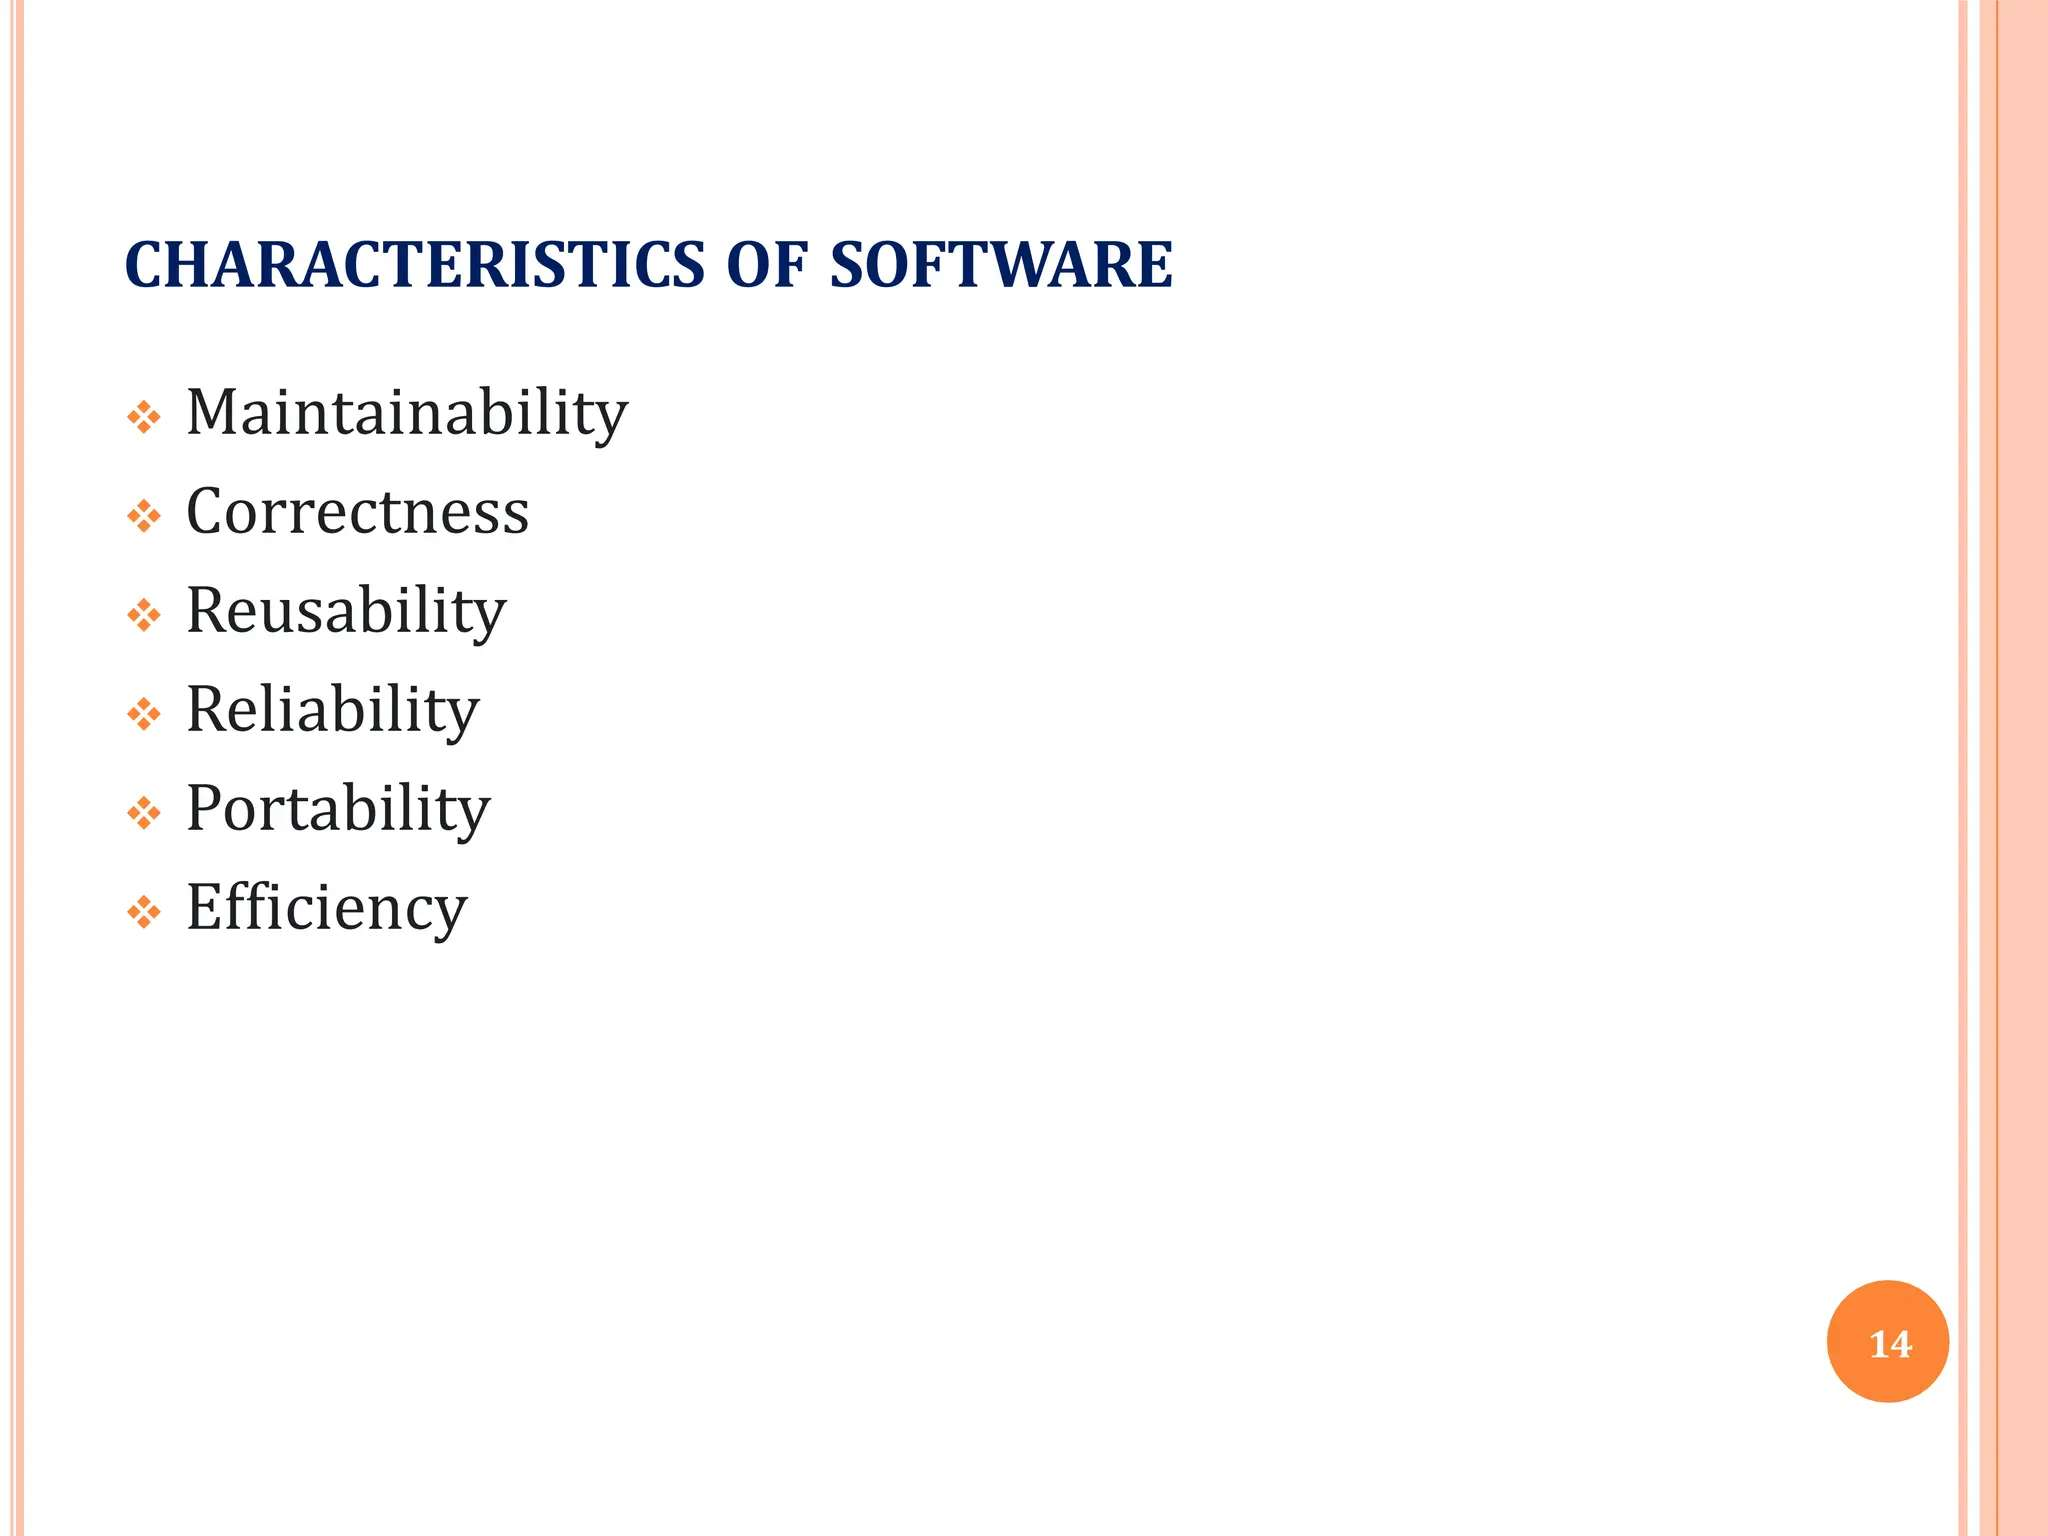 CHARACTERISTICS OF SOFTWARE
❖ Maintainability
❖ Correctness
❖ Reusability
❖ Reliability
❖ Portability
❖ Efficiency
14